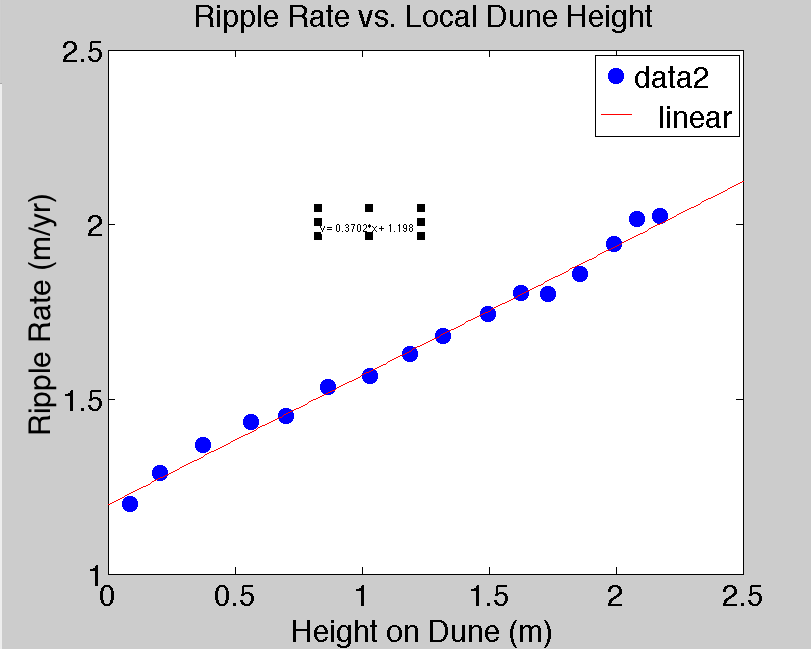 Ripple Rate vs. Local Dune Height
2.5
data2
linear
2
y = 0.3702*x + 1.198
Ripple Rate (m/yr)
1.5
1
0
0.5
1
1.5
2
2.5
Height on Dune (m)